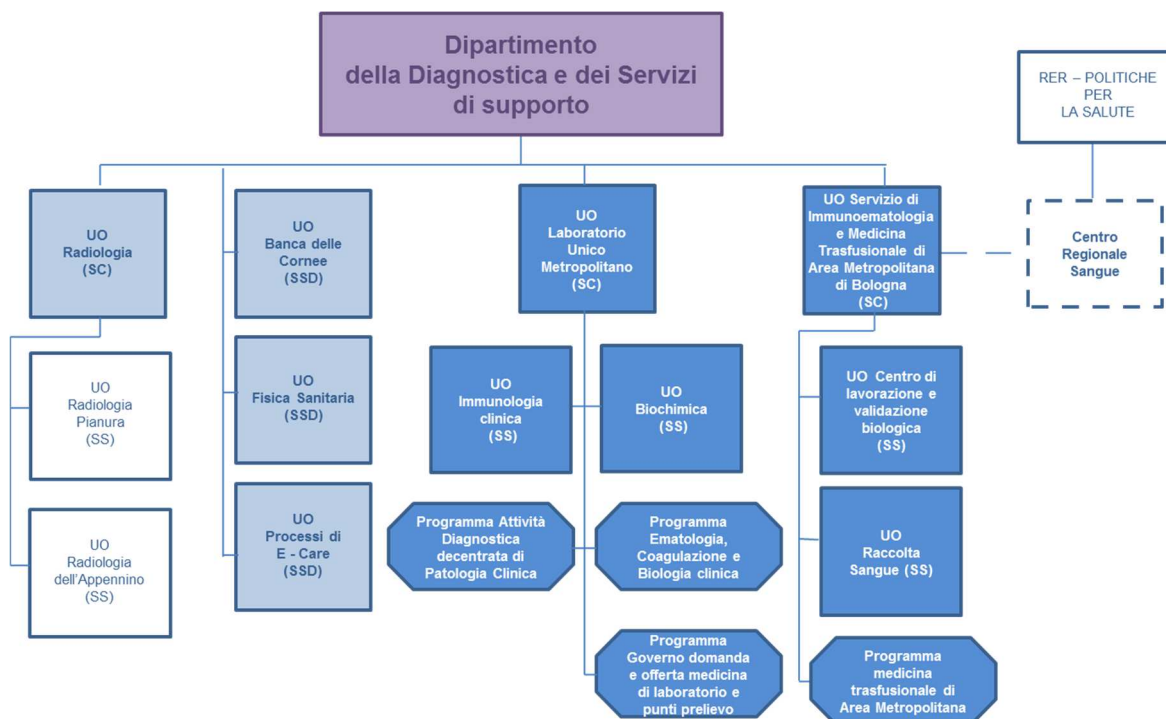 Dipartimento
della Diagnostica e dei Servizi
di supporto
RER – POLITICHE
PER
LA SALUTE
UO
Radiologia
(SC)
UO
Banca delle
Cornee
(SSD)
UO
Laboratorio
Unico
Metropolitano
(SC)
UO Servizio di
Immunoematologia
e Medicina
Trasfusionale di
Area Metropolitana
di Bologna
(SC)
Centro
Regionale
Sangue
UO
Radiologia
Pianura
(SS)
UO
Fisica Sanitaria
(SSD)
UO
Immunologia
clinica
(SS)
UO
Biochimica
(SS)
UO Centro di
lavorazione e
validazione
biologica
(SS)
UO
Radiologia
dell'Appennino
(SS)
UO
Processi di
E - Care
(SSD)
Programma Attività
Diagnostica
decentrata di
Patologia Clinica
Programma
Ematologia,
Coagulazione e
Biologia clinica
UO
Raccolta
Sangue (SS)
Programma
Governo domanda
e offerta medicina
di laboratorio e
punti prelievo
Programma
medicina
trasfusionale di
Area Metropolitana